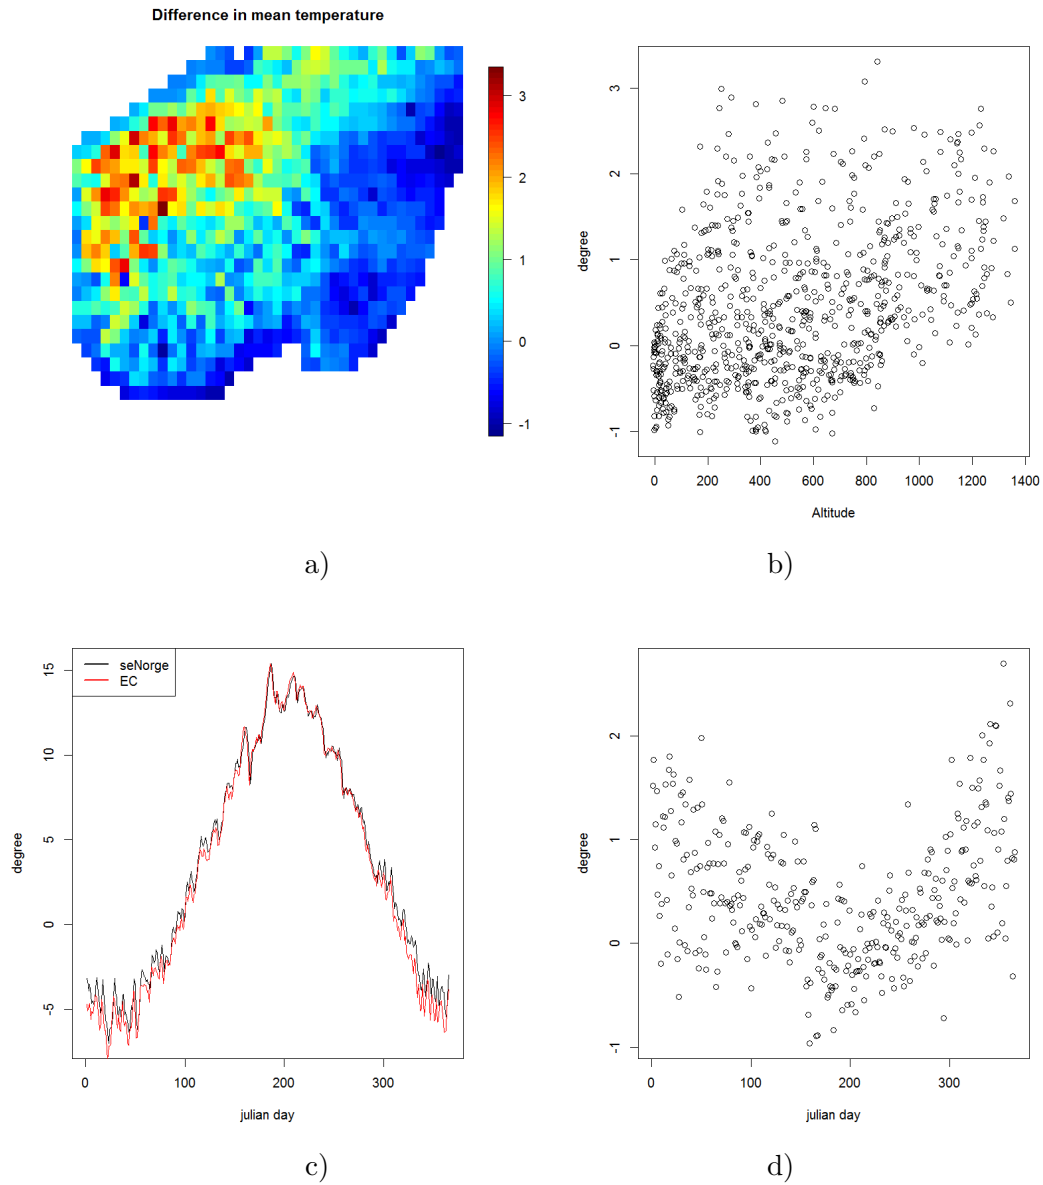 Difference in mean temperature
3
2
1
0
-1
a)
degree
3
2
1
0
-1
0 200 400 600 800 1000 1200 1400
Altitude
b)
seNorge
EC
degree
15
10
5
0
-5
0 100 200 300
julian day
c)
degree
2
1
0
-1
0 100 200 300
julian day
d)